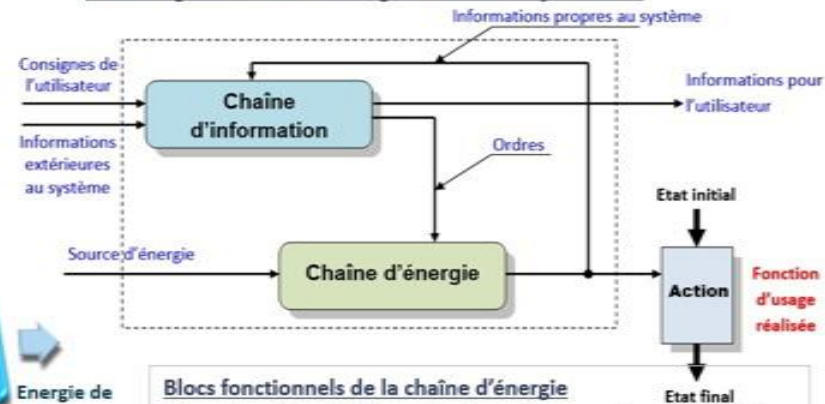 Informations propres au système
Consignes de
l'utilisateur
Chaîne
d'information
Informations pour
l'utilisateur
Informations
extérieures
au système
Ordres
Etat initial
Source d'énergie
Chaîne d'énergie
Action
Fonction
d'usage
réalisée
Energie de
Blocs fonctionnels de la chaîne d'énergie
Etat final